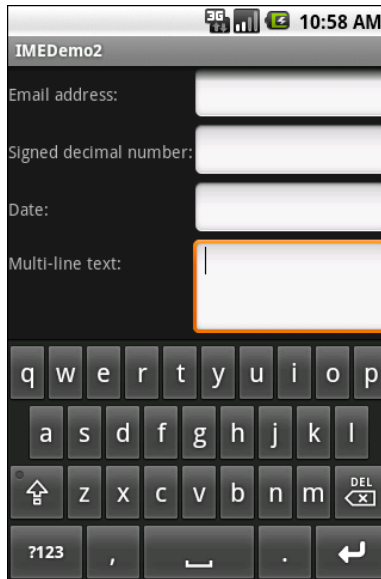 3G 10:58 AM
IMEDemo2
Email address:
Signed decimal number:
Date:
Multi-line text:
q w e r t y u i o p
a s d f g h j k l
z x c v b n m DEL
?123 , .